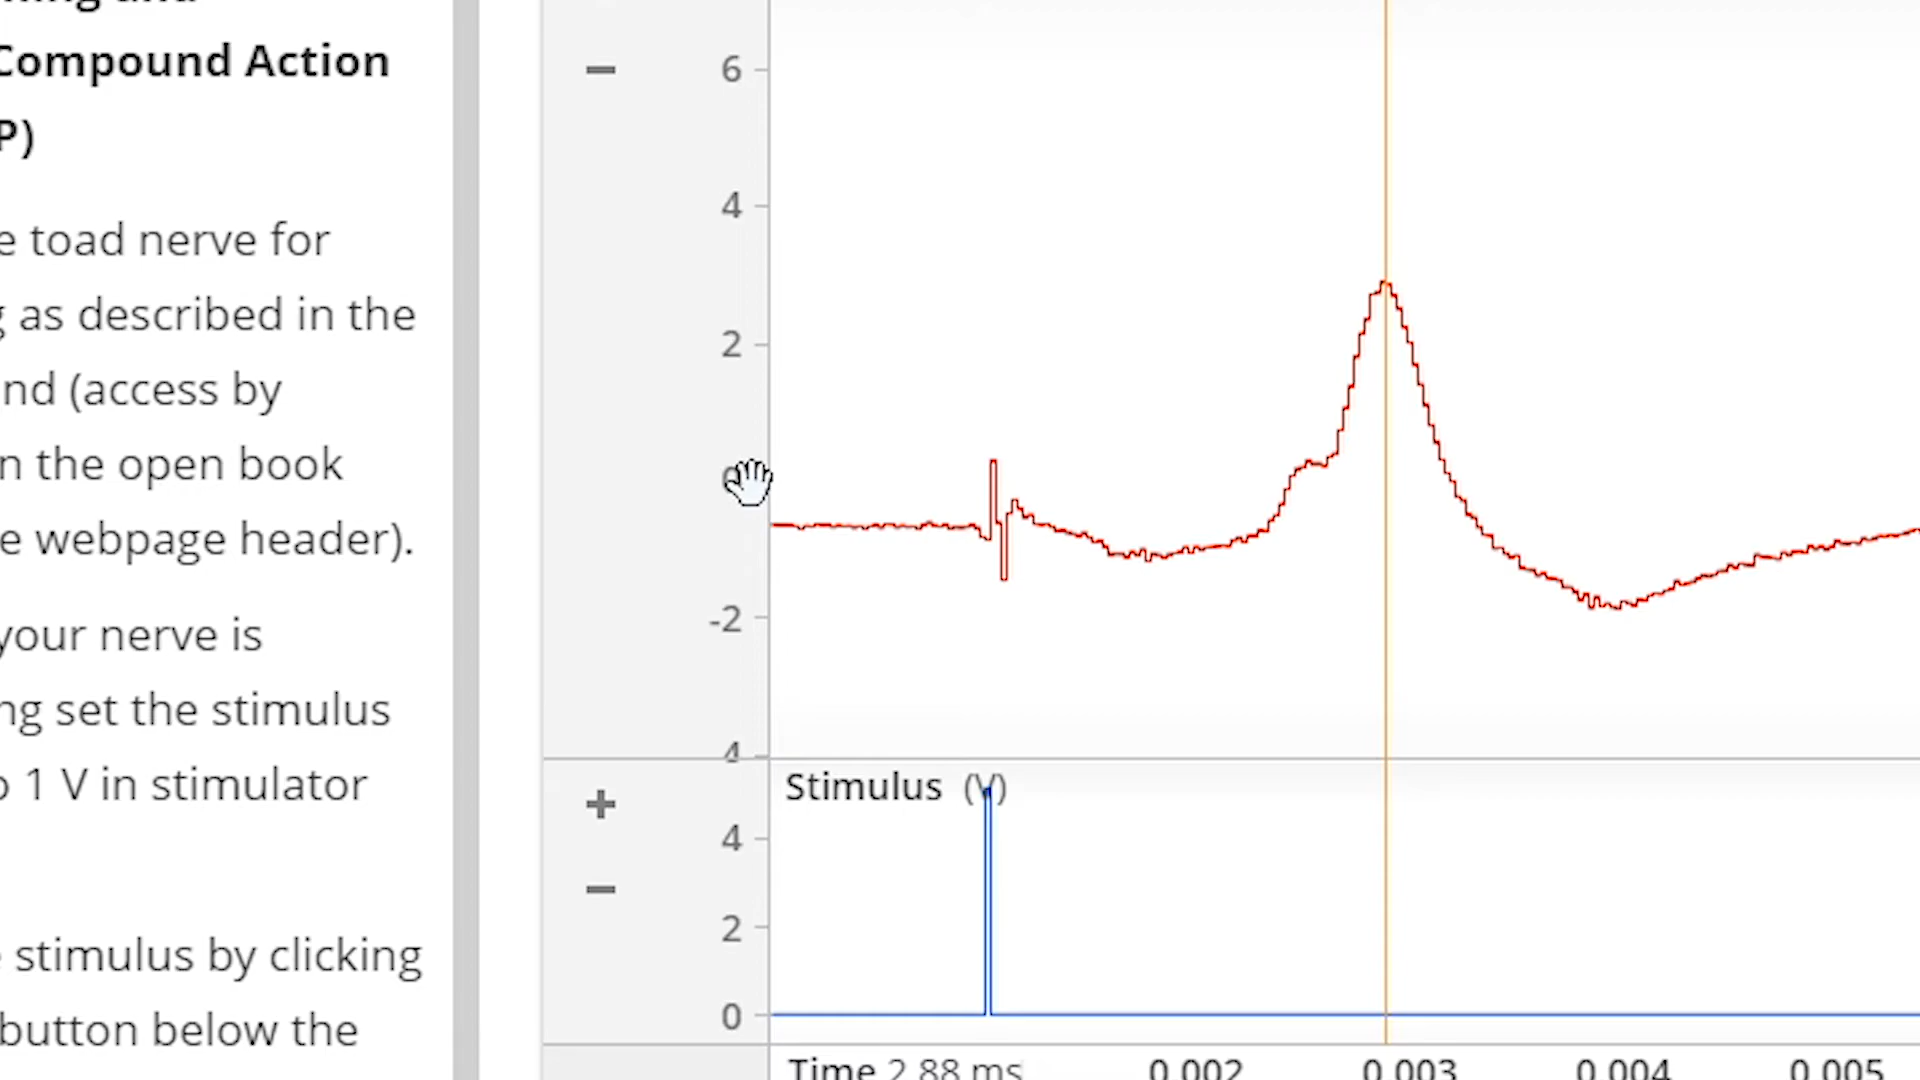 Compound Action
P)
e toad nerve for
g as described in the
nd (access by
n the open book
e webpage header).
your nerve is
ng set the stimulus
o 1 V in stimulator
stimulus by clicking
button below the
6
4
2
0
-2
Stimulus (V)
4
2
0
Time 2.88 ms 0.002 0.003 0.004 0.005